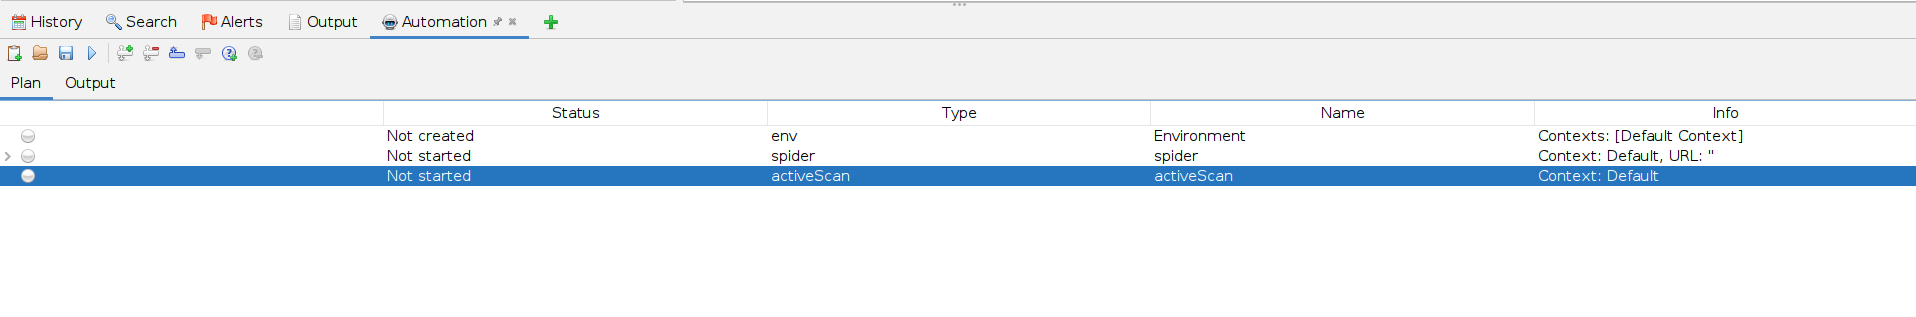 History Search Alerts Output Automation
Plan Output
Status Type Name Info
Not created env Environment Contexts: [Default Context]
Not started spider spider Context: Default, URL: ''
Not started activeScan activeScan Context: Default